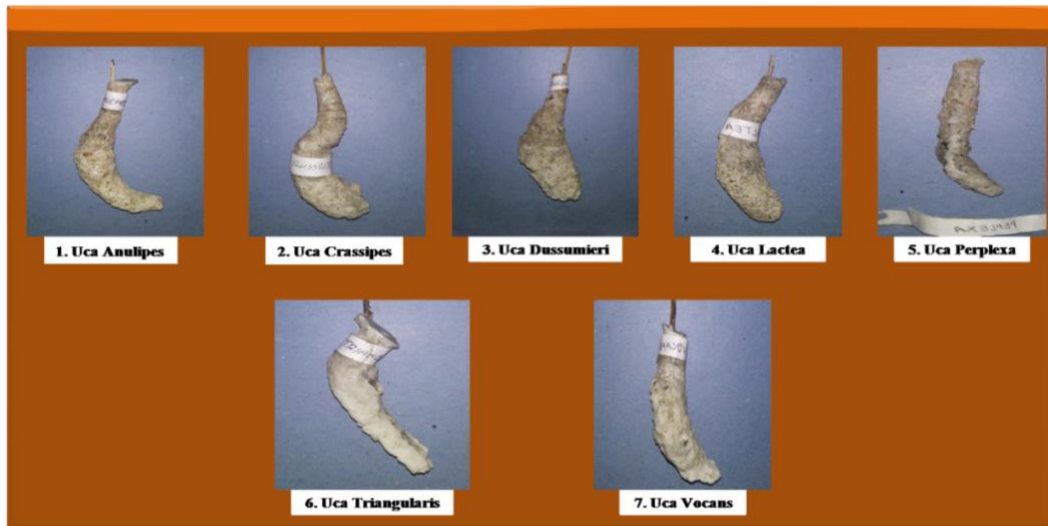 1. Uca Anulipes
2. Uca Crassipes
3. Uca Dussumieri
4. Uca Lactea
5. Uca Perplexa
6. Uca Triangularis
7. Uca Vocans
PERPLEXA